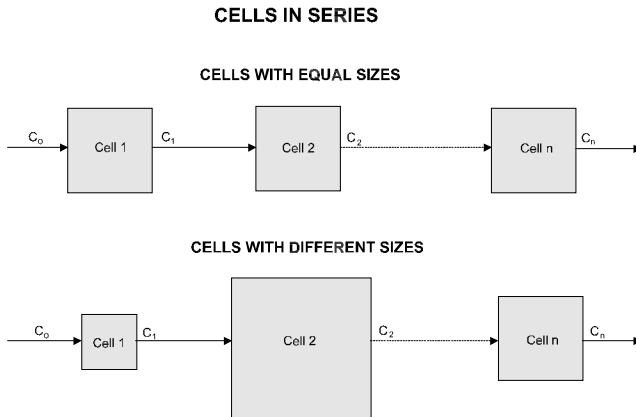 CELLS IN SERIES
CELLS WITH EQUAL SIZES
Co
Cell 1
C1
Cell 2
C2
Cell n
Cn
CELLS WITH DIFFERENT SIZES
Co
Cell 1
C1
Cell 2
C2
Cell n
Cn